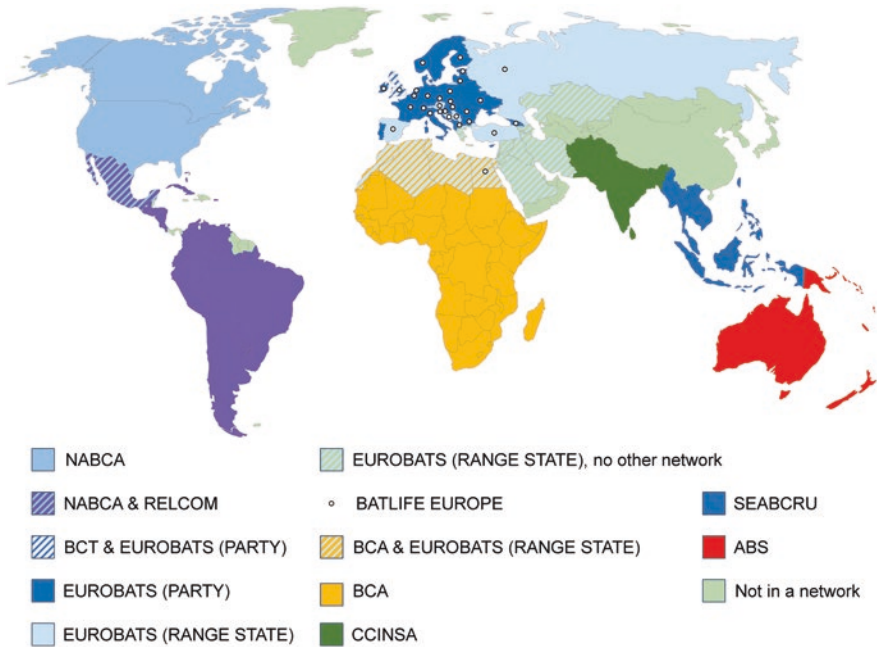 NABCA
NABCA & RELCOM
BCT & EUROBATS (PARTY)
EUROBATS (PARTY)
EUROBATS (RANGE STATE)
EUROBATS (RANGE STATE), no other network
BATLIFE EUROPE
BCA & EUROBATS (RANGE STATE)
BCA
CCINSA
SEABCRU
ABS
Not in a network